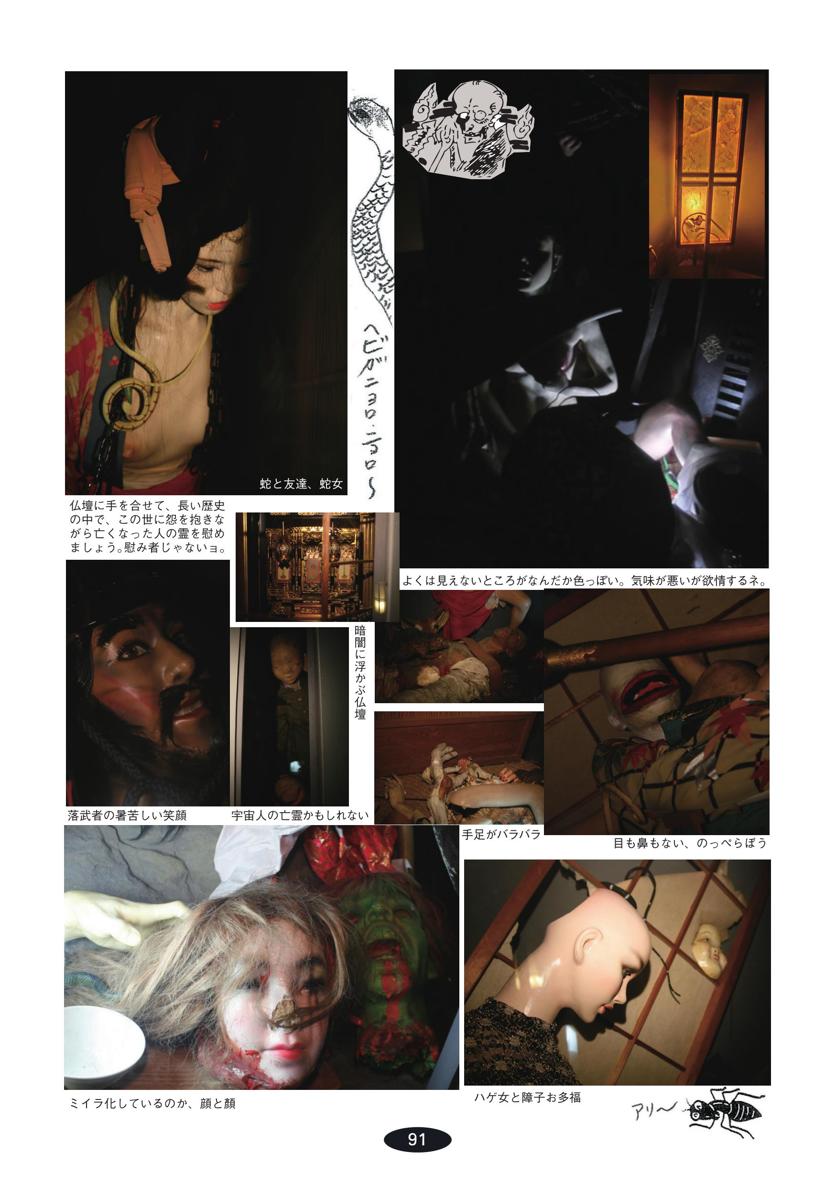 蛇と友達、蛇女
ヘビガニョロ・ニョロ〜
仏壇に手を合せて、長い歴史
の中で、この世に怨を抱きな
がら亡くなった人の霊を慰め
ましょう。慰み者じゃないョ。
よくは見えないところがなんだか色っぽい。気味が悪いが欲情するネ。
暗闇に浮かぶ仏壇
落武者の暑苦しい笑顔
宇宙人の亡霊かもしれない
手足がバラバラ
目も鼻もない、のっぺらぼう
ミイラ化しているのか、顔と顏
ハゲ女と障子お多福
アリ〜
91